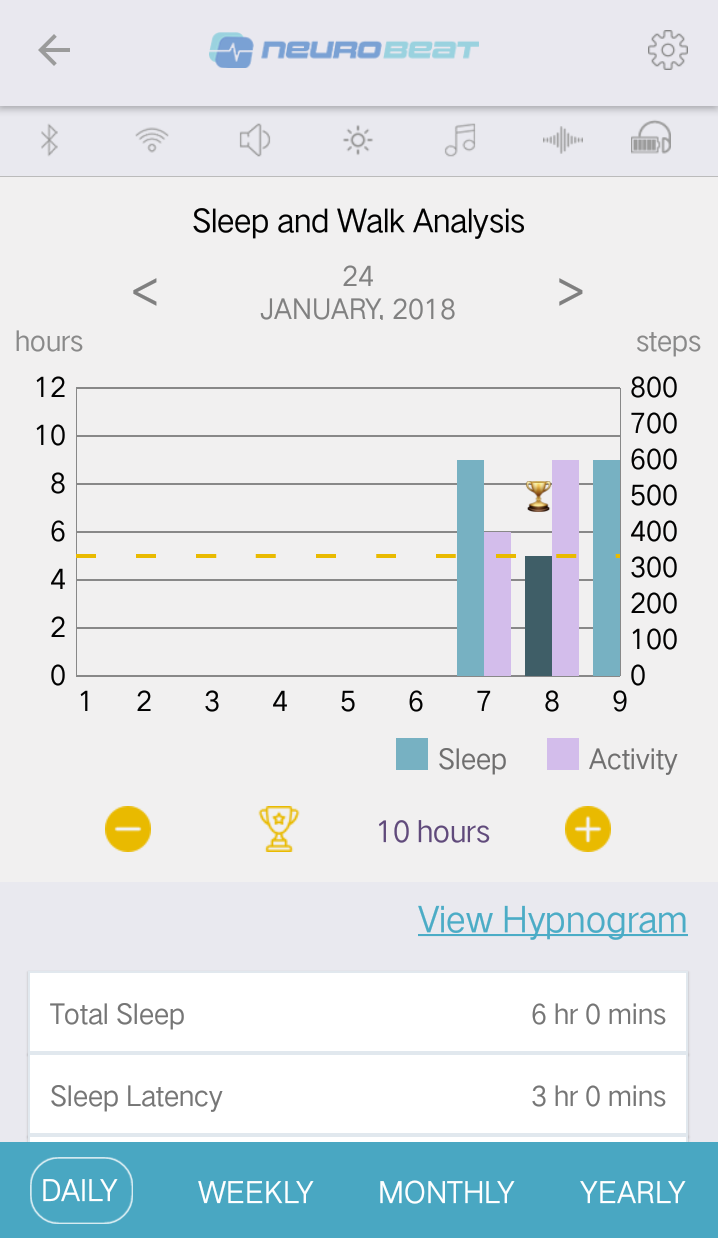 NEUROBEAT
Sleep and Walk Analysis
< 24 >
JANUARY, 2018
hours steps
12 800
700
10
600
8
500
6 400
300
4
200
2
100
0 0
1 2 3 4 5 6 7 8 9
Sleep Activity
10 hours
View Hypnogram
Total Sleep 6 hr 0 mins
Sleep Latency 3 hr 0 mins
DAILY WEEKLY MONTHLY YEARLY